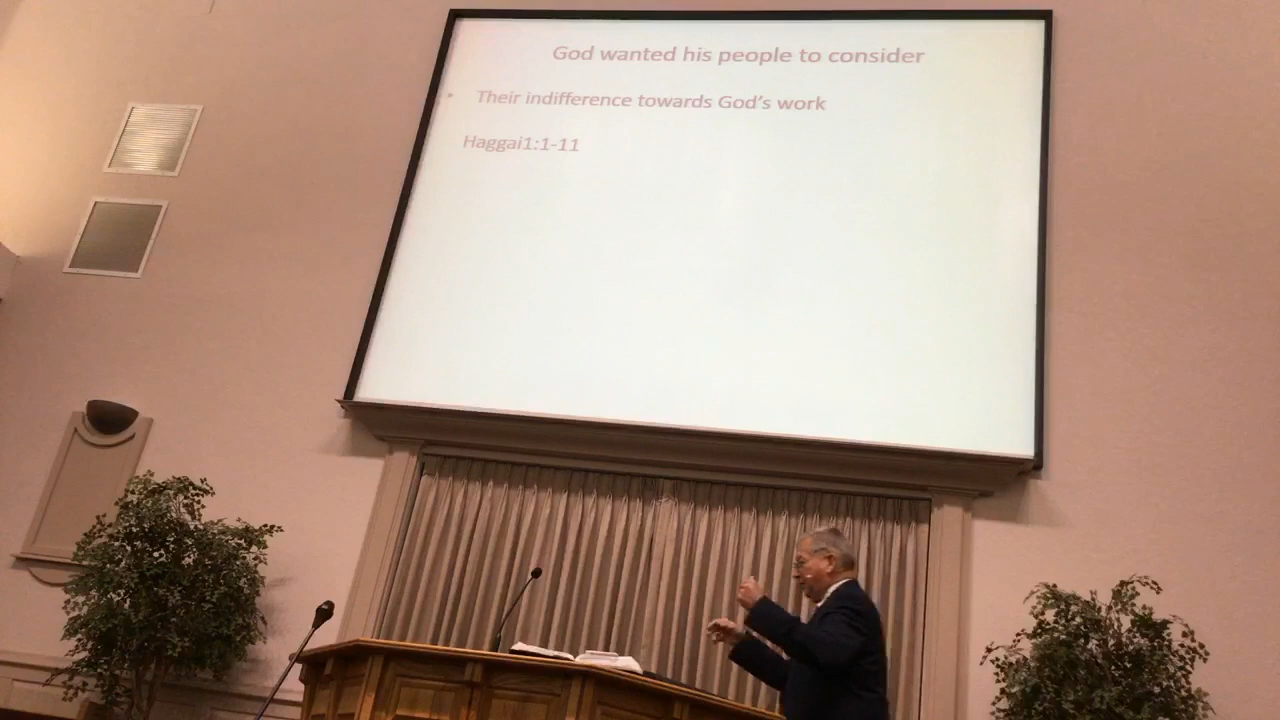 God wanted his people to consider
• Their indifference towards God's work
Haggai1:1-11